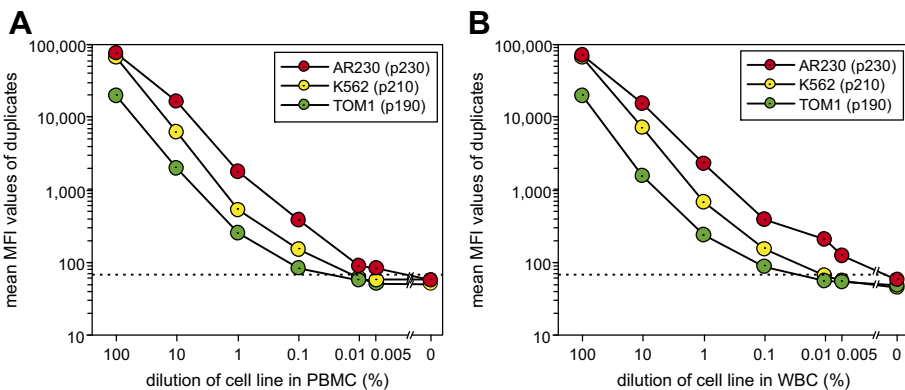 A
mean MFI values of duplicates
100,000
10,000
1,000
100
10
AR230 (p230)
K562 (p210)
TOM1 (p190)
100 10 1 0.1 0.01 0.005 0
dilution of cell line in PBMC (%)
B
mean MFI values of duplicates
100,000
10,000
1,000
100
10
AR230 (p230)
K562 (p210)
TOM1 (p190)
100 10 1 0.1 0.01 0.005 0
dilution of cell line in WBC (%)